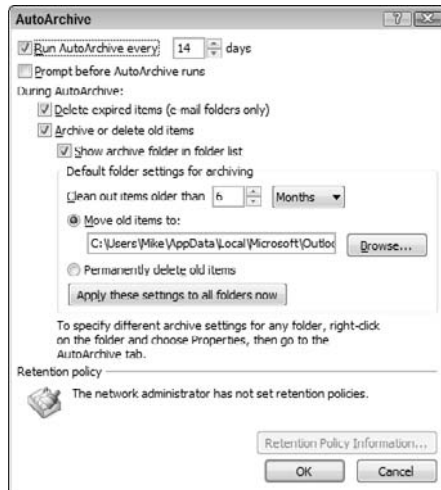 AutoArchive
Run AutoArchive every 14 days
Prompt before AutoArchive runs
During AutoArchive:
Delete expired items (e-mail folders only)
Archive or delete old items
Show archive folder in folder list
Default folder settings for archiving
Clean out items older than 6 Months
Move old items to:
C:\Users\Mike\AppData\Local\Microsoft\Outloo Browse...
Permanently delete old items
Apply these settings to all folders now
To specify different archive settings for any folder, right-click
on the folder and choose Properties, then go to the
AutoArchive tab.
Retention policy
The network administrator has not set retention policies.
Retention Policy Information...
OK Cancel